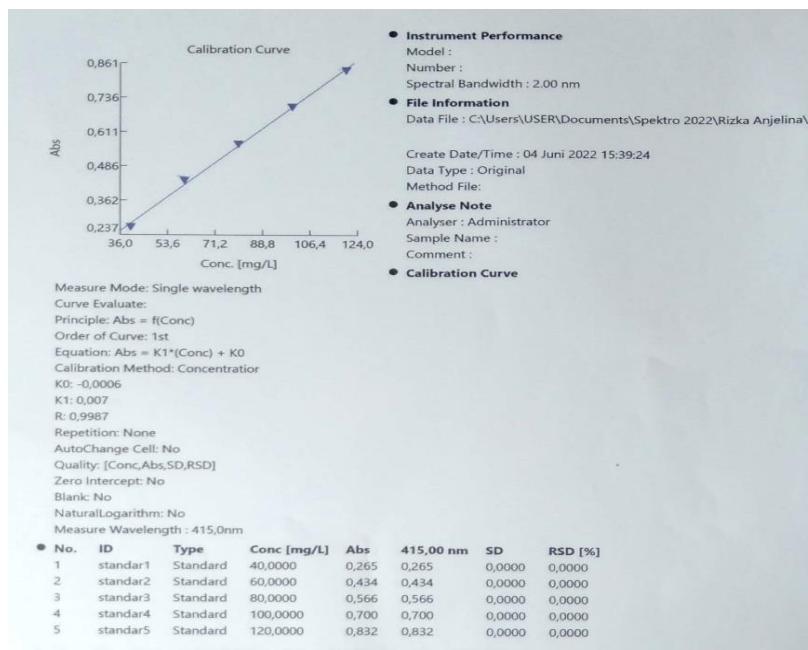 Calibration Curve
0,861
0,736
0,611
0,486
0,362
0,237
Abs
36,0 53,6 71,2 88,8 106,4 124,0
Conc. [mg/L]
Instrument Performance
Model :
Number :
Spectral Bandwidth : 2.00 nm
File Information
Data File : C:\Users\USER\Documents\Spektro 2022\Rizka Anjelina\
Create Date/Time : 04 Juni 2022 15:39:24
Data Type : Original
Method File:
Analyse Note
Analyser : Administrator
Sample Name :
Comment :
Calibration Curve
Measure Mode: Single wavelength
Curve Evaluate:
Principle: Abs = f(Conc)
Order of Curve: 1st
Equation: Abs = K1*(Conc) + K0
Calibration Method: Concentratior
K0: -0,0006
K1: 0,007
R: 0,9987
Repetition: None
AutoChange Cell: No
Quality: [Conc,Abs,SD,RSD]
Zero Intercept: No
Blank: No
NaturalLogarithm: No
Measure Wavelength : 415,0nm
No. ID Type Conc [mg/L] Abs 415,00 nm SD RSD [%]
1 standar1 Standard 40,0000 0,265 0,265 0,0000 0,0000
2 standar2 Standard 60,0000 0,434 0,434 0,0000 0,0000
3 standar3 Standard 80,0000 0,566 0,566 0,0000 0,0000
4 standar4 Standard 100,0000 0,700 0,700 0,0000 0,0000
5 standar5 Standard 120,0000 0,832 0,832 0,0000 0,0000